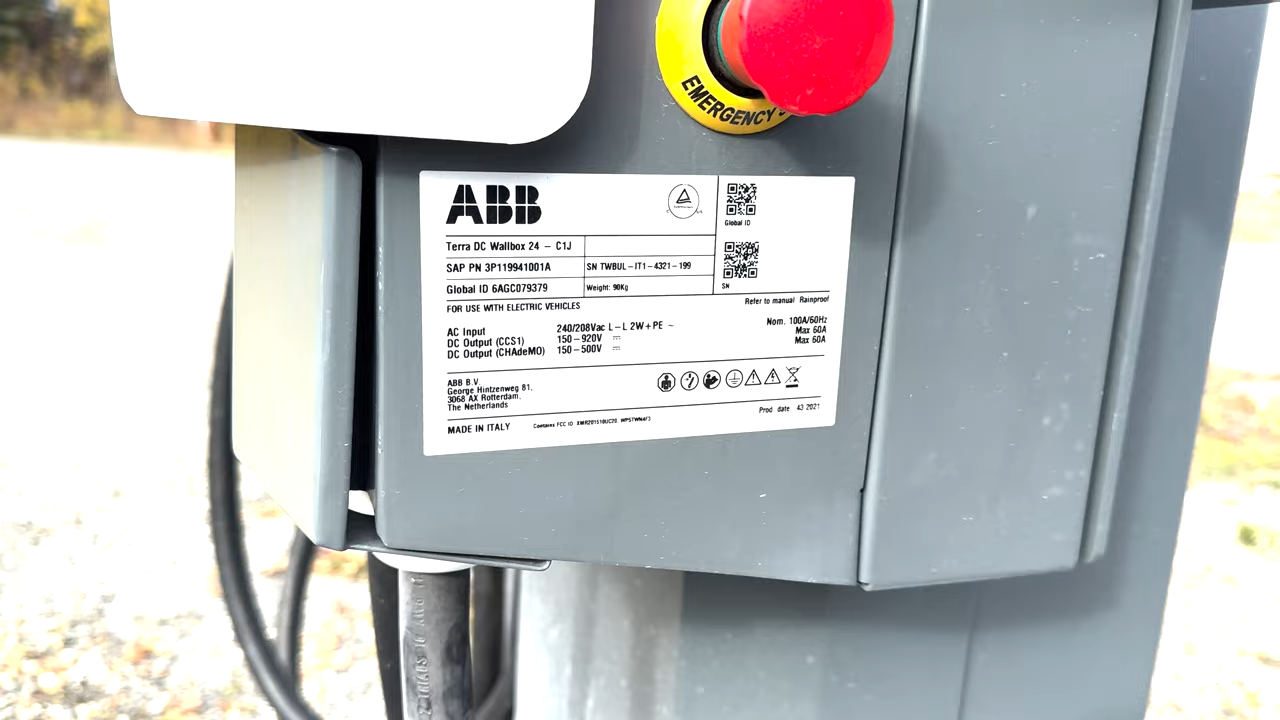 EMERGENCY
ABB
Global ID
Terra DC Wallbox 24 - C1J
SAP PN 3P119941001A
SN TWBUL-IT1-4321-199
Global ID 6AGC079379
Weight: 90Kg
SN
FOR USE WITH ELECTRIC VEHICLES
Refer to manual Rainproof
AC Input 240/208Vac L-L 2W+PE ~ Nom. 100A/60Hz
DC Output (CCS1) 150-920V ⎓ Max 60A
DC Output (CHAdeMO) 150-500V ⎓ Max 60A
ABB B.V.
George Hintzenweg 81.
3068 AX Rotterdam.
The Netherlands
MADE IN ITALY
Contains FCC ID
Prod. date 43 2021